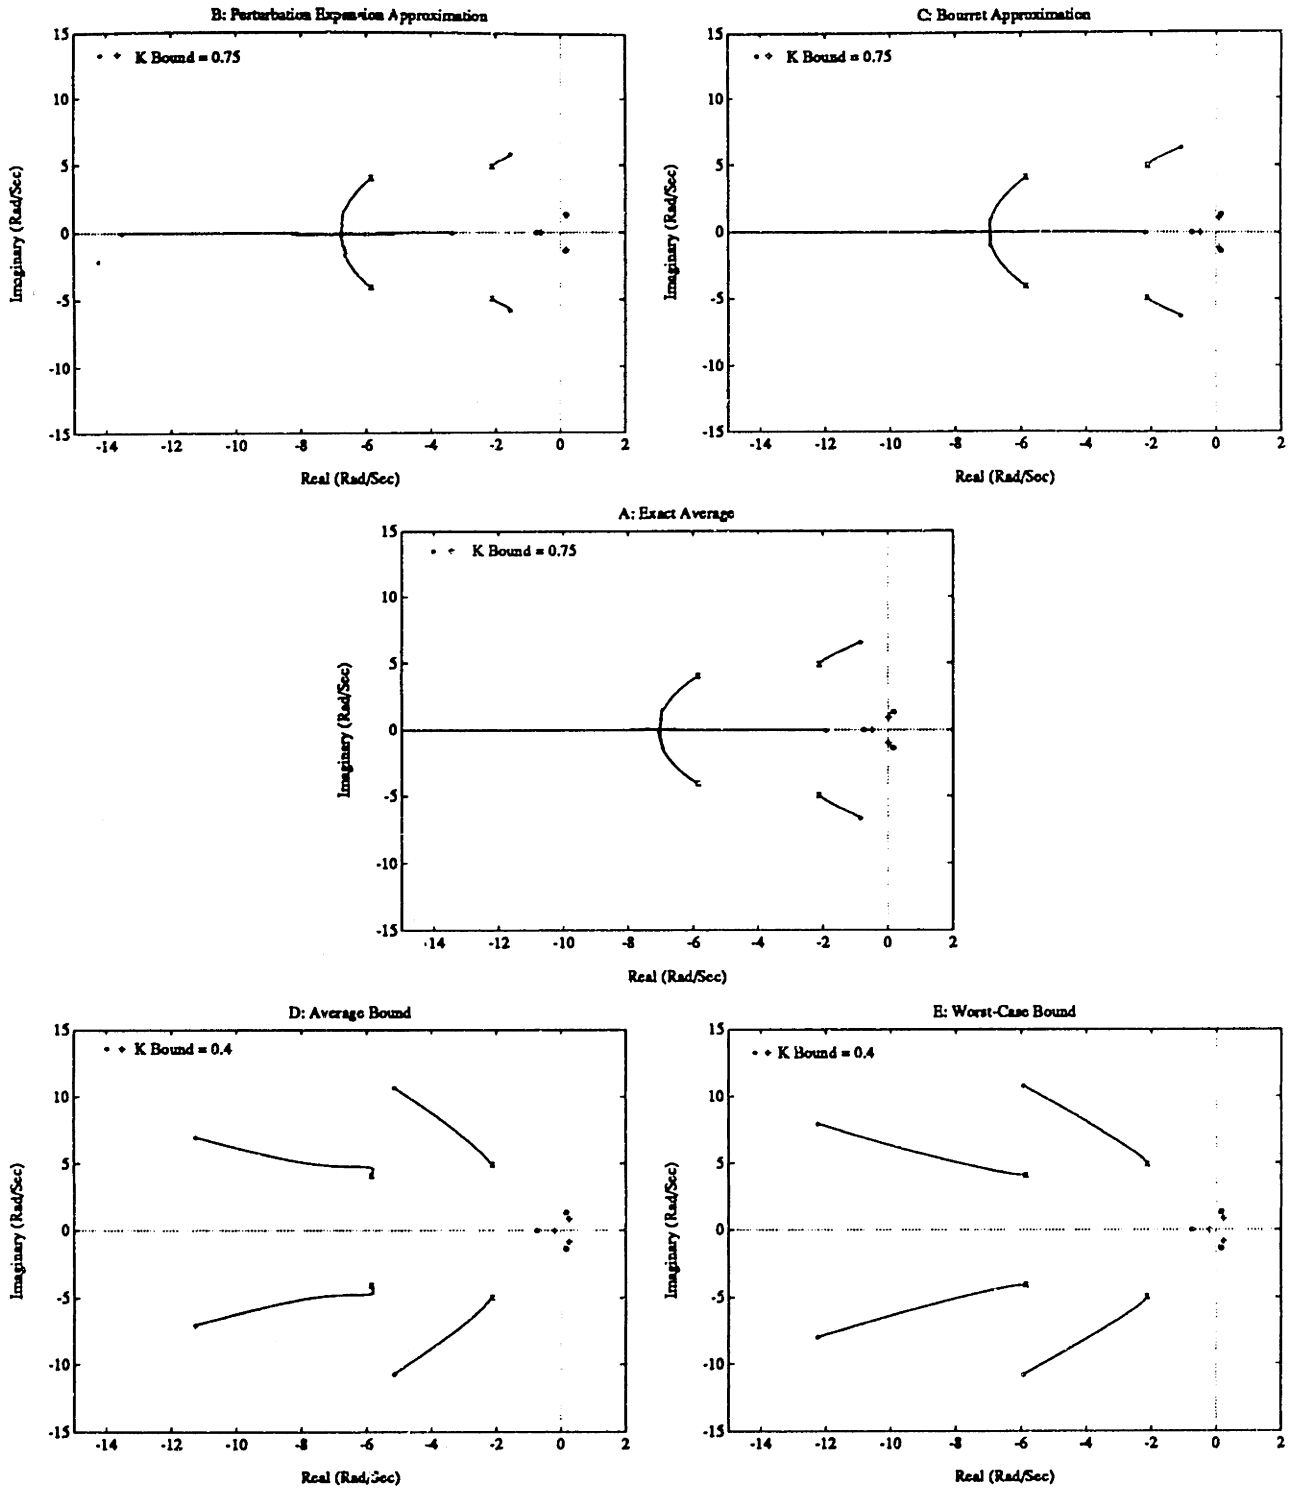 B: Perturbation Expansion Approximation
15
K Bound = 0.75
10
5
0
-5
-10
-15
-14 -12 -10 -8 -6 -4 -2 0 2
Imaginary (Rad/Sec)
Real (Rad/Sec)
C: Bourret Approximation
15
K Bound = 0.75
10
5
0
-5
-10
-15
-14 -12 -10 -8 -6 -4 -2 0 2
Imaginary (Rad/Sec)
Real (Rad/Sec)
A: Exact Average
15
K Bound = 0.75
10
5
0
-5
-10
-15
-14 -12 -10 -8 -6 -4 -2 0 2
Imaginary (Rad/Sec)
Real (Rad/Sec)
D: Average Bound
15
K Bound = 0.4
10
5
0
-5
-10
-15
-14 -12 -10 -8 -6 -4 -2 0 2
Imaginary (Rad/Sec)
Real (Rad/Sec)
E: Worst-Case Bound
15
K Bound = 0.4
10
5
0
-5
-10
-15
-14 -12 -10 -8 -6 -4 -2 0 2
Imaginary (Rad/Sec)
Real (Rad/Sec)